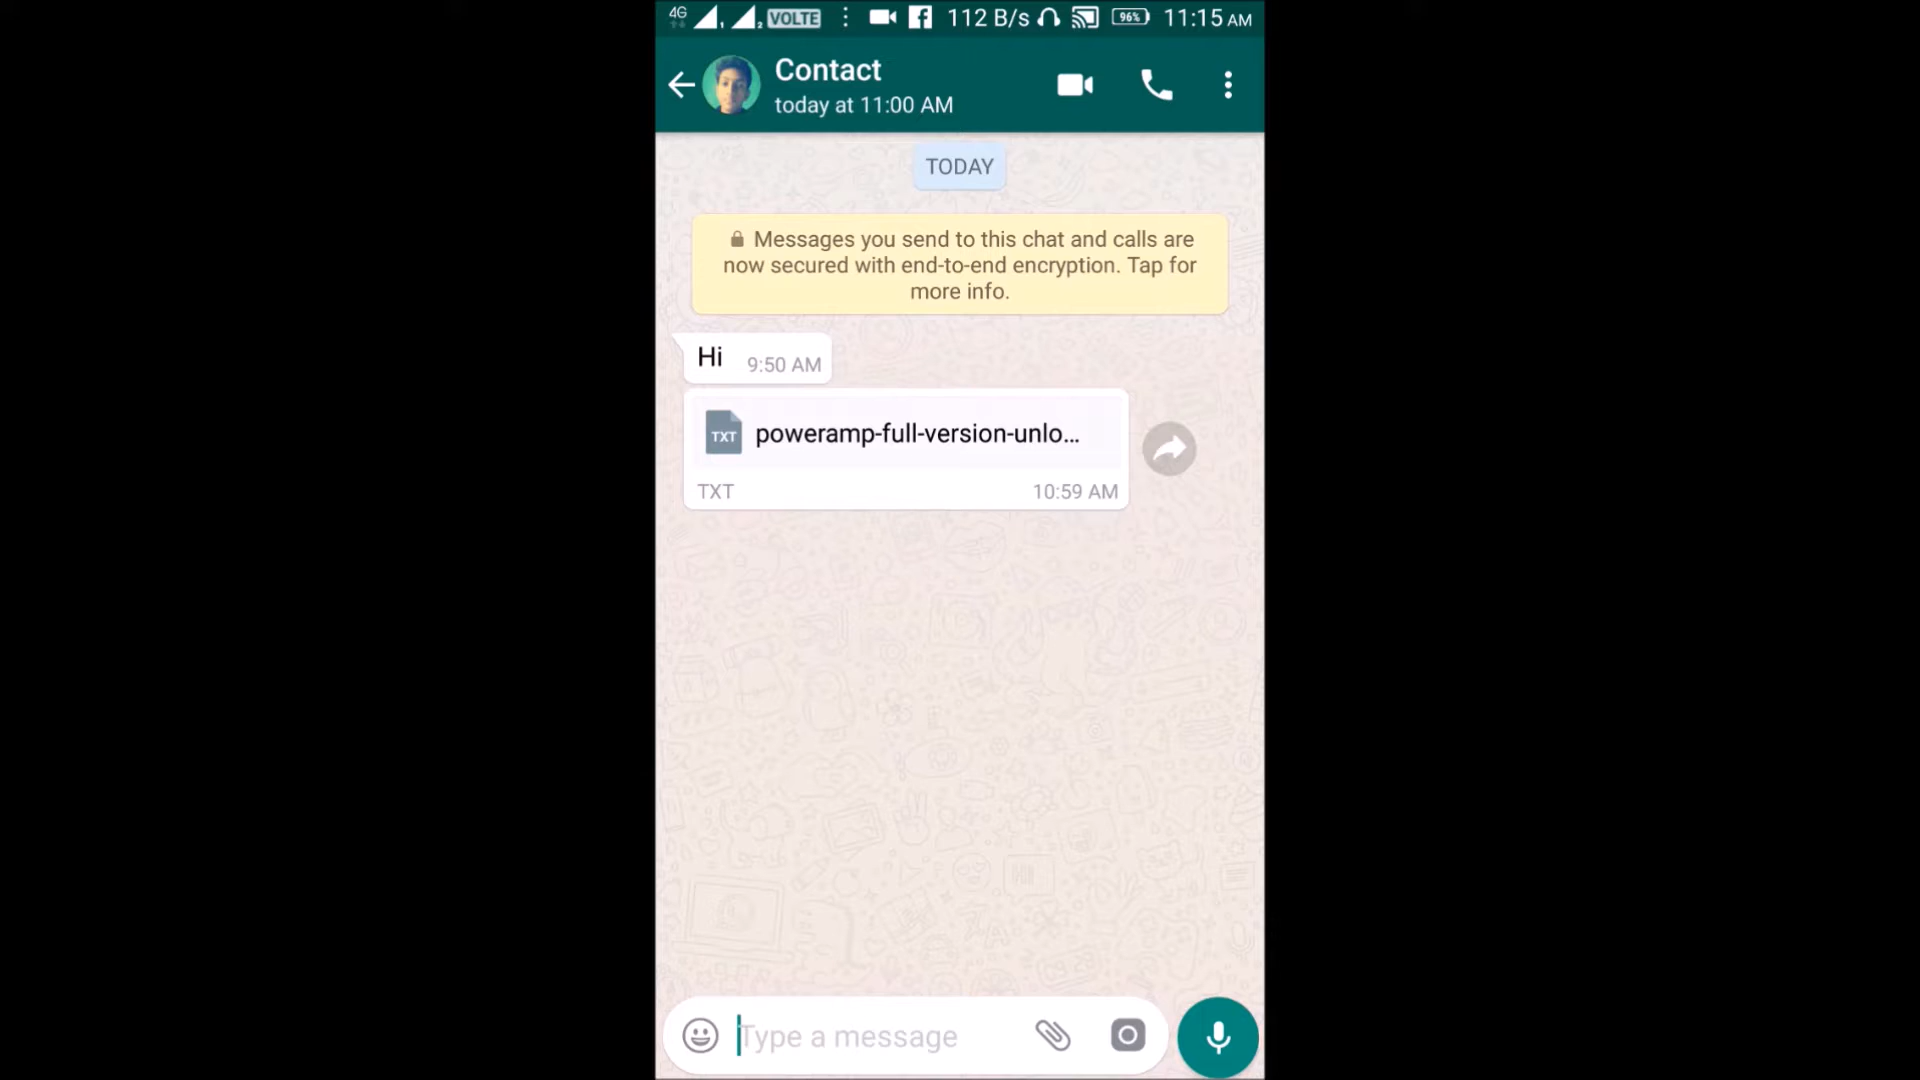 4G 1 2 VOLTE 112 B/s 96% 11:15 AM
Contact
today at 11:00 AM
TODAY
Messages you send to this chat and calls are
now secured with end-to-end encryption. Tap for
more info.
Hi 9:50 AM
TXT poweramp-full-version-unlo...
TXT 10:59 AM
Type a message